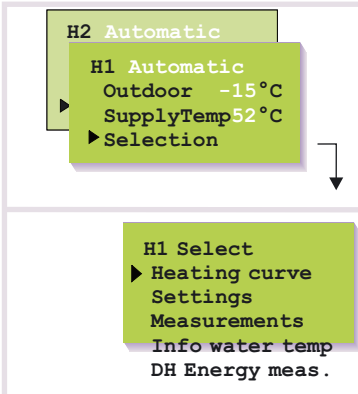 H2 Automatic
H1 Automatic
Outdoor -15°C
SupplyTemp52°C
Selection
H1 Select
Heating curve
Settings
Measurements
Info water temp
DH Energy meas.